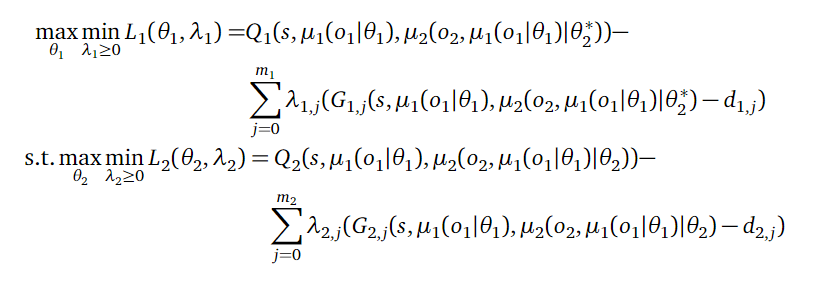 max min L₁(θ₁, λ₁) =Q₁(s, μ₁(o₁|θ₁), μ₂(o₂, μ₁(o₁|θ₁)|θ₂*))−
θ₁ λ₁≥0
m₁
∑ λ₁,ⱼ(G₁,ⱼ(s, μ₁(o₁|θ₁), μ₂(o₂, μ₁(o₁|θ₁)|θ₂*) − d₁,ⱼ)
j=0
s.t. max min L₂(θ₂, λ₂) = Q₂(s, μ₁(o₁|θ₁), μ₂(o₂, μ₁(o₁|θ₁)|θ₂))−
θ₂ λ₂≥0
m₂
∑ λ₂,ⱼ(G₂,ⱼ(s, μ₁(o₁|θ₁), μ₂(o₂, μ₁(o₁|θ₁)|θ₂) − d₂,ⱼ)
j=0